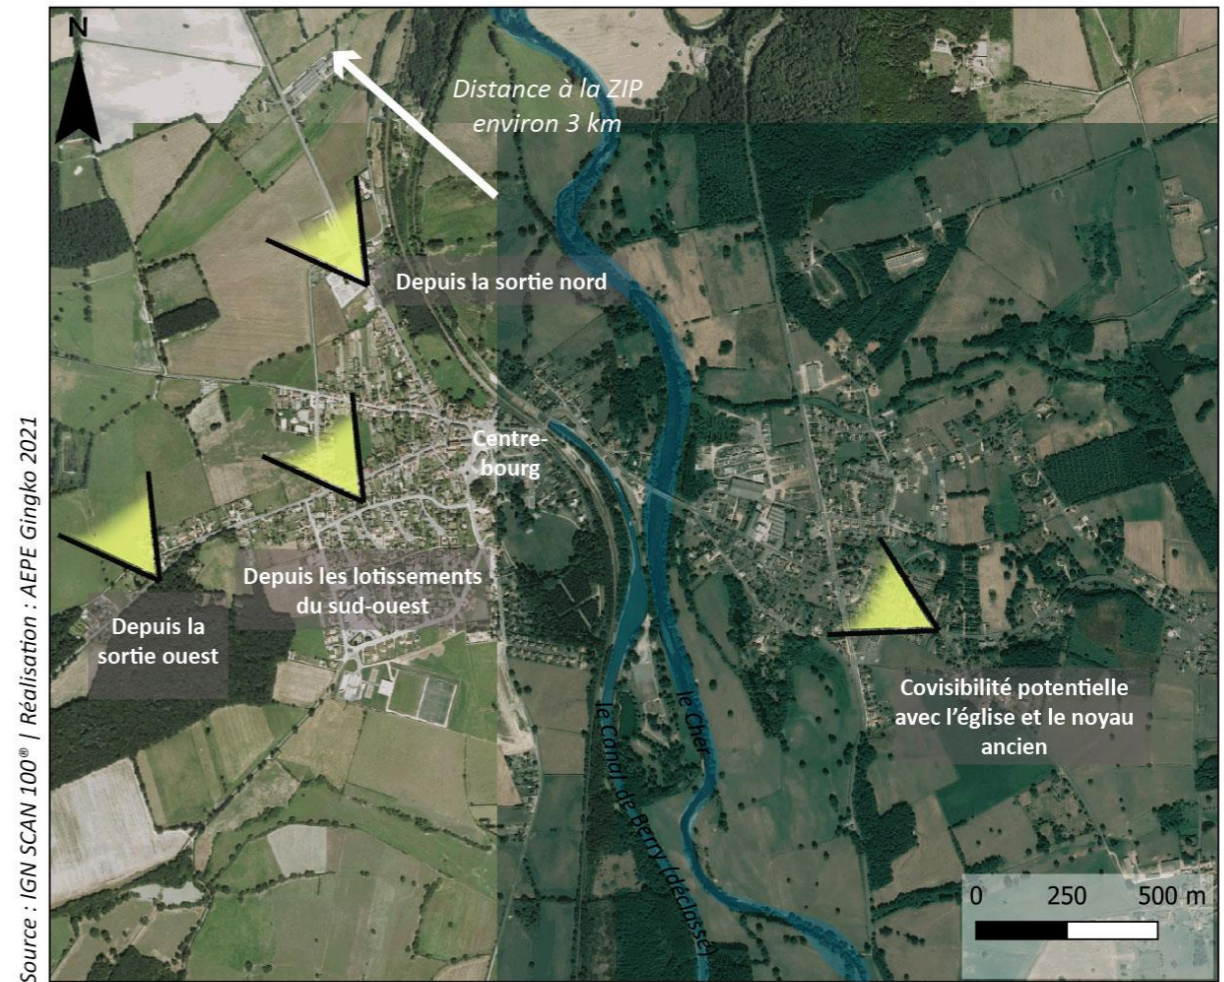 N
Distance à la ZIP
environ 3 km
Depuis la sortie nord
Centre-
bourg
Depuis les lotissements
du sud-ouest
Depuis la
sortie ouest
Covisibilité potentielle
avec l'église et le noyau
ancien
le Cher
le Canal de Berry (déclassé)
0 250 500 m
Source : IGN SCAN 100® | Réalisation : AEPE Gingko 2021